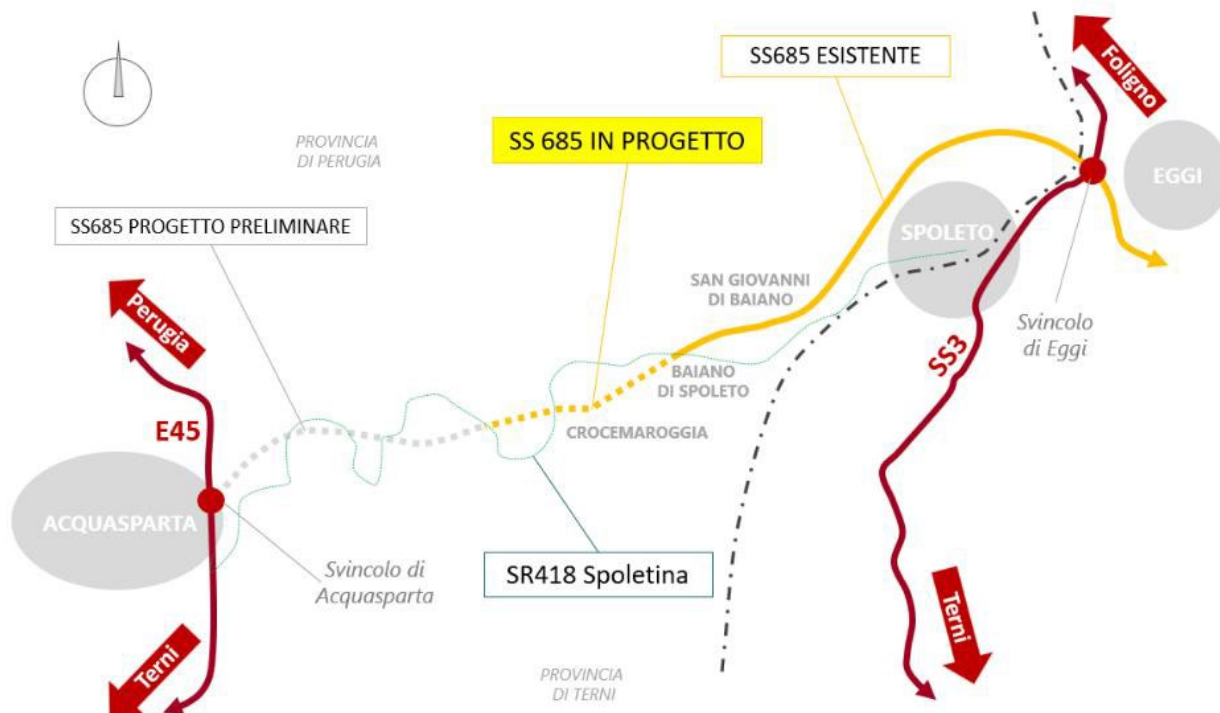 Foligno
SS685 ESISTENTE
SS 685 IN PROGETTO
PROVINCIA
DI PERUGIA
EGGI
SS685 PROGETTO PRELIMINARE
SPOLETO
SAN GIOVANNI
DI BAIANO
Perugia
Svincolo
di Eggi
SS3
BAIANO
DI SPOLETO
E45
CROCEMAROGGIA
ACQUASPARTA
Svincolo di
Acquasparta
SR418 Spoletina
Terni
Terni
PROVINCIA
DI TERNI